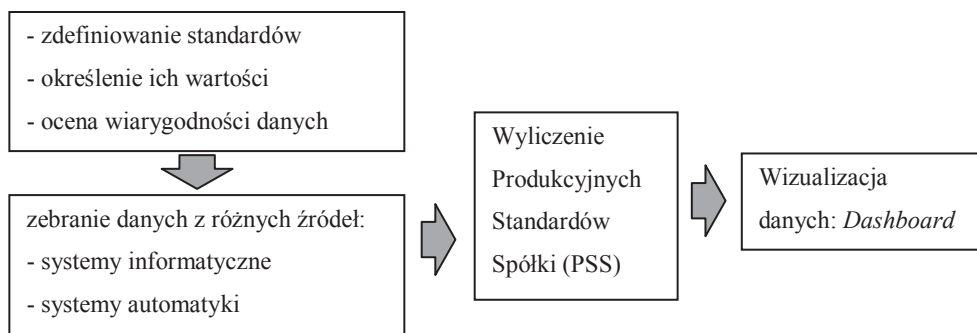 - zdefiniowanie standardów
- określenie ich wartości
- ocena wiarygodności danych
zebranie danych z różnych źródeł:
- systemy informatyczne
- systemy automatyki
Wyliczenie
Produkcyjnych
Standardów
Spółki (PSS)
Wizualizacja
danych: Dashboard